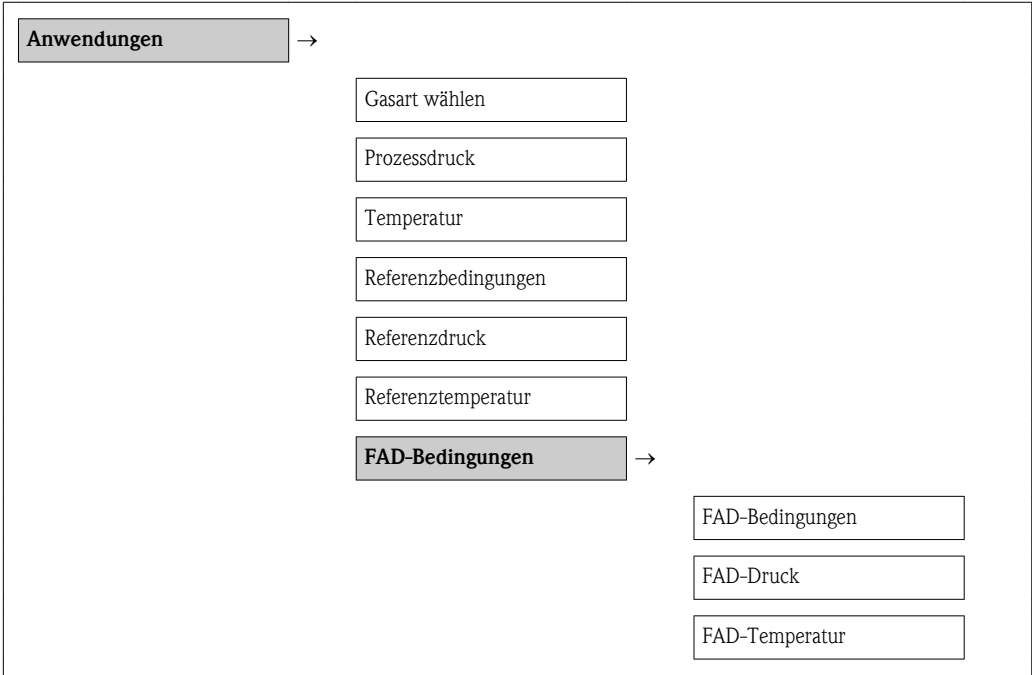 Anwendungen →
Gasart wählen
Prozessdruck
Temperatur
Referenzbedingungen
Referenzdruck
Referenztemperatur
FAD-Bedingungen →
FAD-Bedingungen
FAD-Druck
FAD-Temperatur